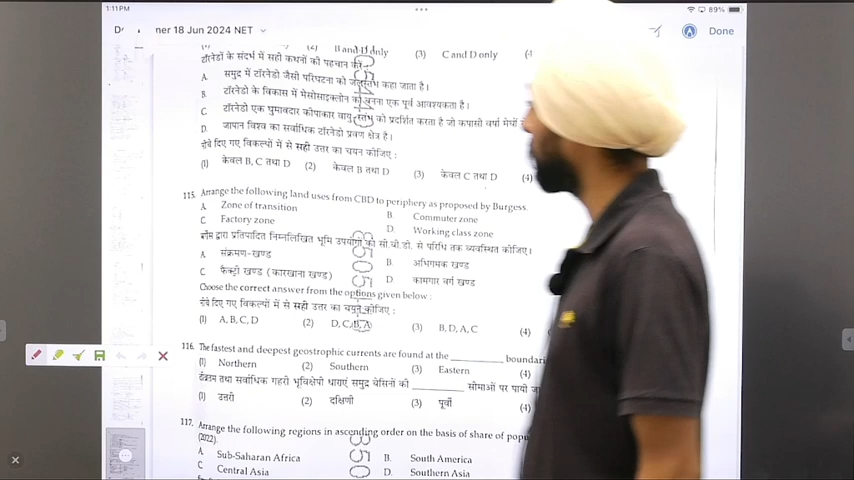 1:11 PM
89%
ner 18 Jun 2024 NET
Done
(2) B and D only (3) C and D only (4
टॉरनेडों के संदर्भ में सही कथनों की पहचान करें
A. समुद्र में टॉरनेडो जैसी परिघटना को जलस्तंभ कहा जाता है।
B. टॉरनेडो के विकास में मेसोसाइक्लोन का बनना एक पूर्व आवश्यकता है।
C. टॉरनेडो एक घुमावदार कीपाकार वायु स्तंभ को प्रदर्शित करता है जो कपासी वर्षा मेघों
D. जापान विश्व का सर्वाधिक टॉरनेडो प्रवण क्षेत्र है।
नीचे दिए गए विकल्पों में से सही उत्तर का चयन कीजिए :
(1) केवल B, C तथा D (2) केवल B तथा D (3) केवल C तथा D (4)
115. Arrange the following land uses from CBD to periphery as proposed by Burgess.
A. Zone of transition B. Commuter zone
C. Factory zone D. Working class zone
बर्गेस द्वारा प्रतिपादित निम्नलिखित भूमि उपयोगों को सी.बी.डी. से परिधि तक व्यवस्थित कीजिए।
A. संक्रमण-खण्ड B. अभिगमक खण्ड
C. फैक्ट्री खण्ड (कारखाना खण्ड) D. कामगार वर्ग खण्ड
Choose the correct answer from the options given below :
नीचे दिए गए विकल्पों में से सही उत्तर का चयन कीजिए :
(1) A, B, C, D (2) D, C, B, A (3) B, D, A, C (4)
116. The fastest and deepest geostrophic currents are found at the __________ boundari
(1) Northern (2) Southern (3) Eastern (4)
तीव्रतम तथा सर्वाधिक गहरी भूविक्षेपी धाराएं समुद्र बेसिनों की __________ सीमाओं पर पायी जा
(1) उत्तरी (2) दक्षिणी (3) पूर्वी (4)
117. Arrange the following regions in ascending order on the basis of share of popu
(2022).
A. Sub-Saharan Africa B. South America
C. Central Asia D. Southern Asia